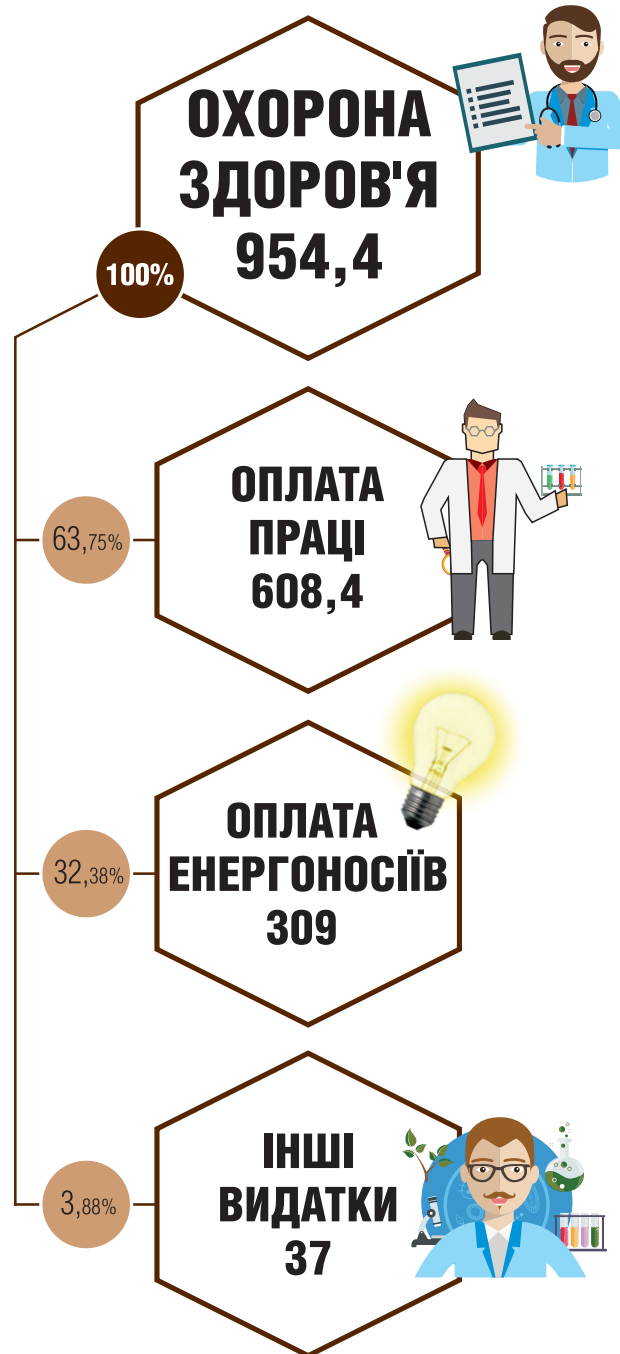 ОХОРОНА
ЗДОРОВ'Я
954,4
100%
ОПЛАТА
ПРАЦІ
608,4
63,75%
ОПЛАТА
ЕНЕРГОНОСІЇВ
309
32,38%
ІНШІ
ВИДАТКИ
37
3,88%